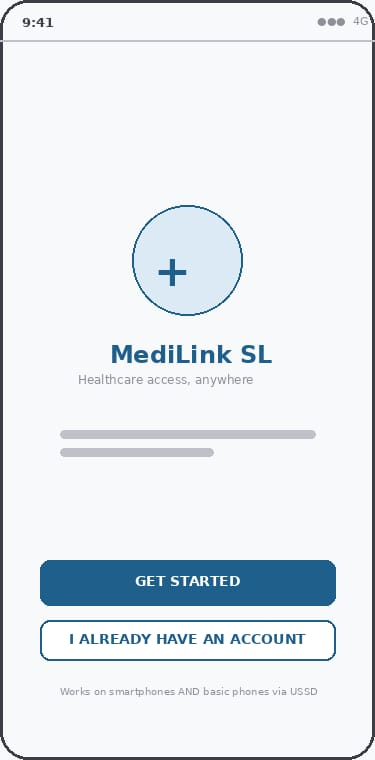 9:41
4G
+
MediLink SL
Healthcare access, anywhere
GET STARTED
I ALREADY HAVE AN ACCOUNT
Works on smartphones AND basic phones via USSD